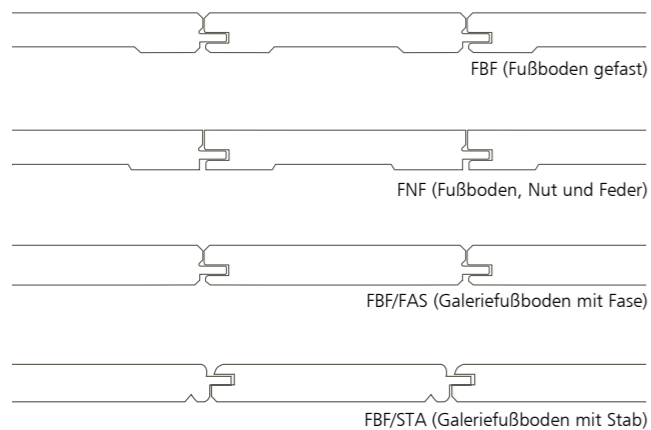 FBF (Fußboden gefast)
FNF (Fußboden, Nut und Feder)
FBF/FAS (Galeriefußboden mit Fase)
FBF/STA (Galeriefußboden mit Stab)